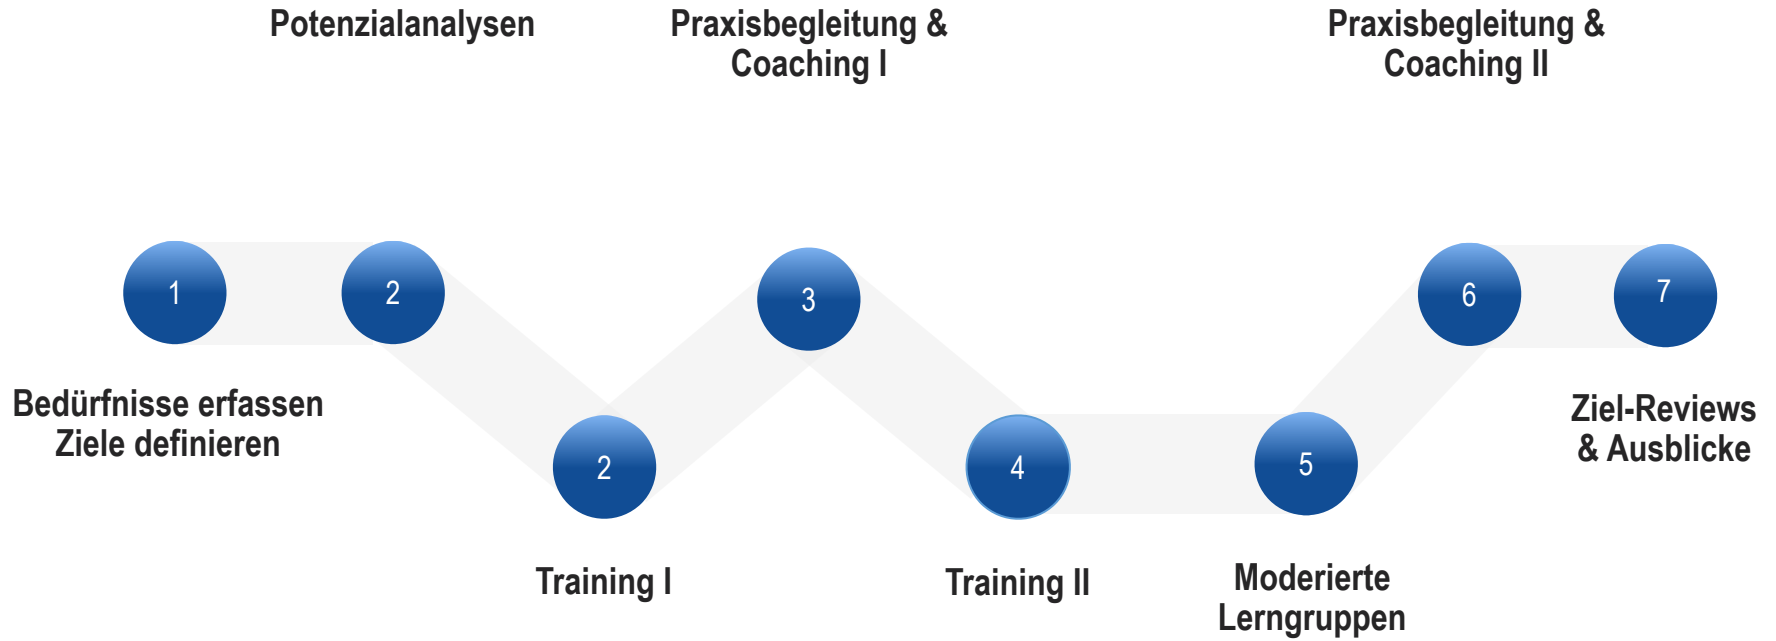 Potenzialanalysen
Praxisbegleitung &
Coaching I
Praxisbegleitung &
Coaching II
1
2
3
6
7
Bedürfnisse erfassen
Ziele definieren
Ziel-Reviews
& Ausblicke
2
4
5
Training I
Training II
Moderierte
Lerngruppen